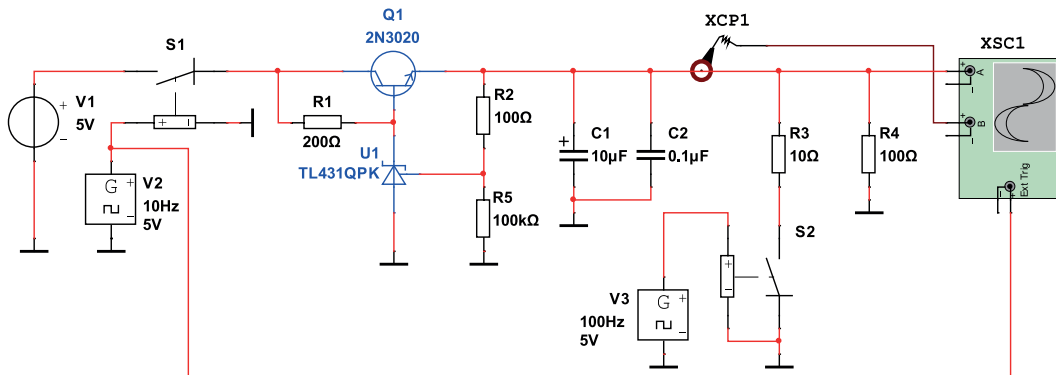 Q1
2N3020
XCP1
XSC1
S1
V1
5V
R1
200Ω
R2
100Ω
C1
10µF
C2
0.1µF
R3
10Ω
R4
100Ω
A
B
Ext Trig
U1
TL431QPK
V2
10Hz
5V
G
R5
100kΩ
S2
V3
100Hz
5V
G